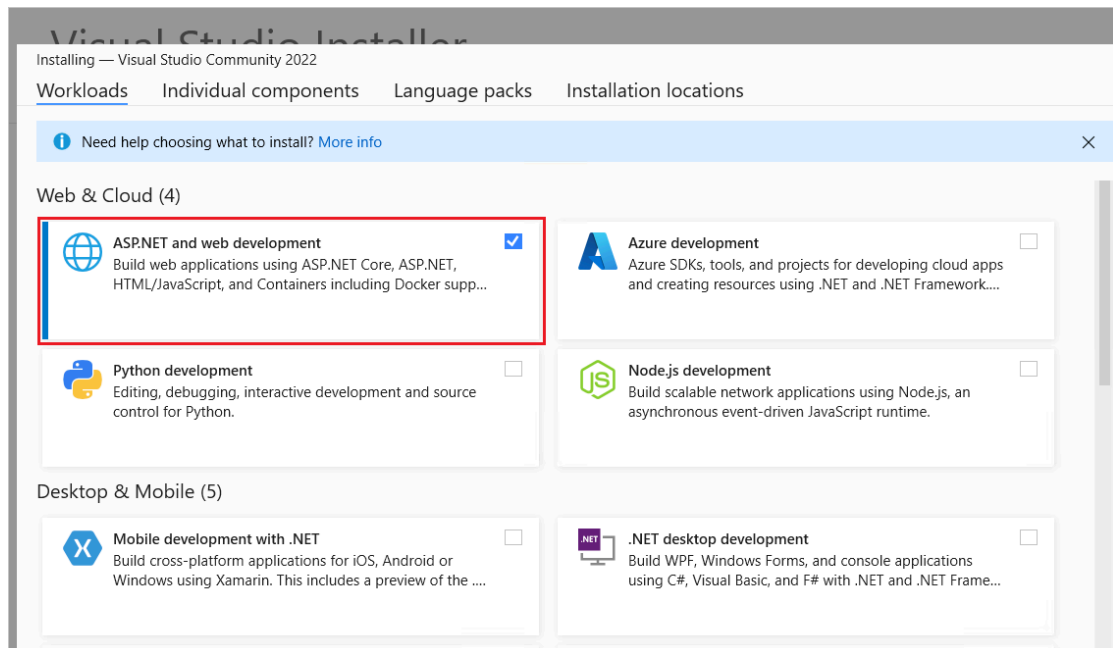 Visual Studio Installer
Installing — Visual Studio Community 2022
Workloads Individual components Language packs Installation locations
Need help choosing what to install? More info
Web & Cloud (4)
ASP.NET and web development
Build web applications using ASP.NET Core, ASP.NET,
HTML/JavaScript, and Containers including Docker supp...
Azure development
Azure SDKs, tools, and projects for developing cloud apps
and creating resources using .NET and .NET Framework....
Python development
Editing, debugging, interactive development and source
control for Python.
JS
Node.js development
Build scalable network applications using Node.js, an
asynchronous event-driven JavaScript runtime.
Desktop & Mobile (5)
Mobile development with .NET
Build cross-platform applications for iOS, Android or
Windows using Xamarin. This includes a preview of the ....
.NET
.NET desktop development
Build WPF, Windows Forms, and console applications
using C#, Visual Basic, and F# with .NET and .NET Frame...